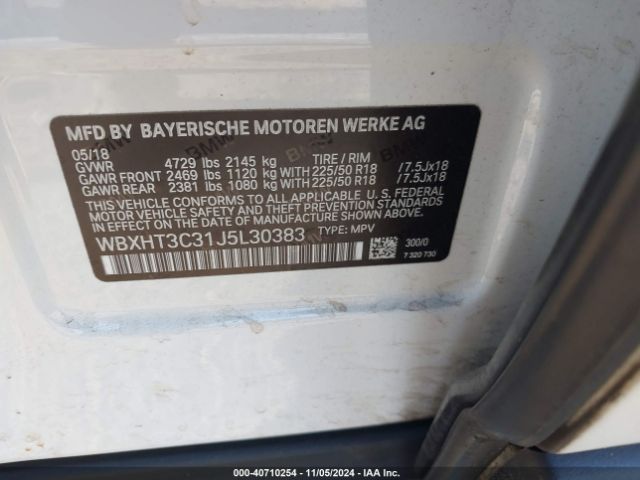 MFD BY BAYERISCHE MOTOREN WERKE AG
05/18
GVWR 4729 lbs 2145 kg TIRE / RIM
GAWR FRONT 2469 lbs 1120 kg WITH 225/50 R18 /7.5Jx18
GAWR REAR 2381 lbs 1080 kg WITH 225/50 R18 /7.5Jx18
THIS VEHICLE CONFORMS TO ALL APPLICABLE U.S. FEDERAL
SAFETY AND THEFT PREVENTION STANDARDS IN EFFECT ON THE
DATE OF MANUFACTURE SHOWN ABOVE.
WBXHT3C31J5L30383 TYPE: MPV
300/0
7 320 730
000-40710254 - 11/05/2024 - IAA Inc.